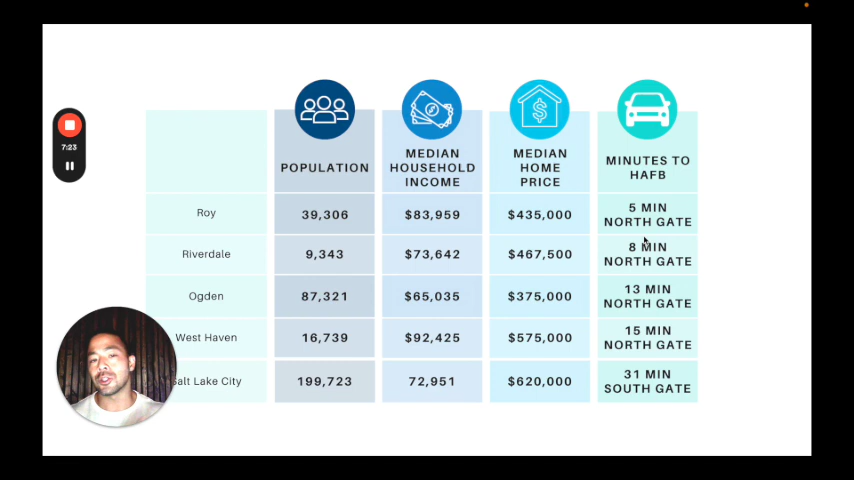 POPULATION
MEDIAN
HOUSEHOLD
INCOME
MEDIAN
HOME
PRICE
MINUTES TO
HAFB
7:23
Roy
39,306
$83,959
$435,000
5 MIN
NORTH GATE
Riverdale
9,343
$73,642
$467,500
8 MIN
NORTH GATE
Ogden
87,321
$65,035
$375,000
13 MIN
NORTH GATE
West Haven
16,739
$92,425
$575,000
15 MIN
NORTH GATE
Salt Lake City
199,723
72,951
$620,000
31 MIN
SOUTH GATE